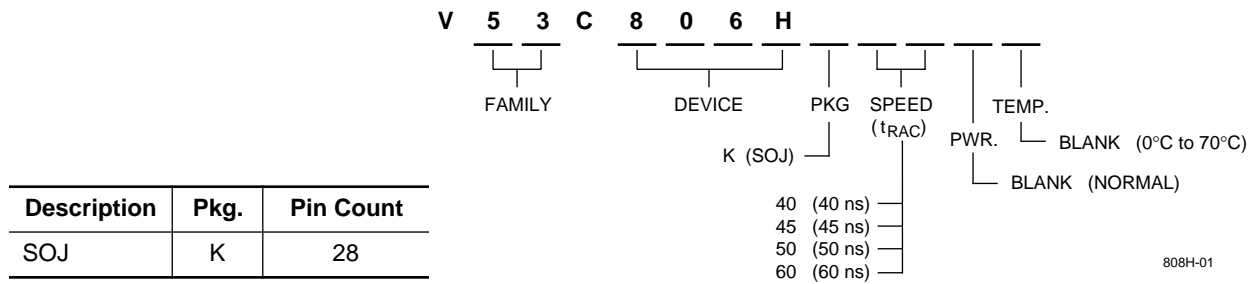 V 5 3 C 8 0 6 H
FAMILY DEVICE PKG SPEED TEMP.
(tRAC) PWR.
K (SOJ) BLANK (0°C to 70°C)
BLANK (NORMAL)
40 (40 ns)
45 (45 ns)
50 (50 ns)
60 (60 ns)
808H-01
Description Pkg. Pin Count
SOJ K 28